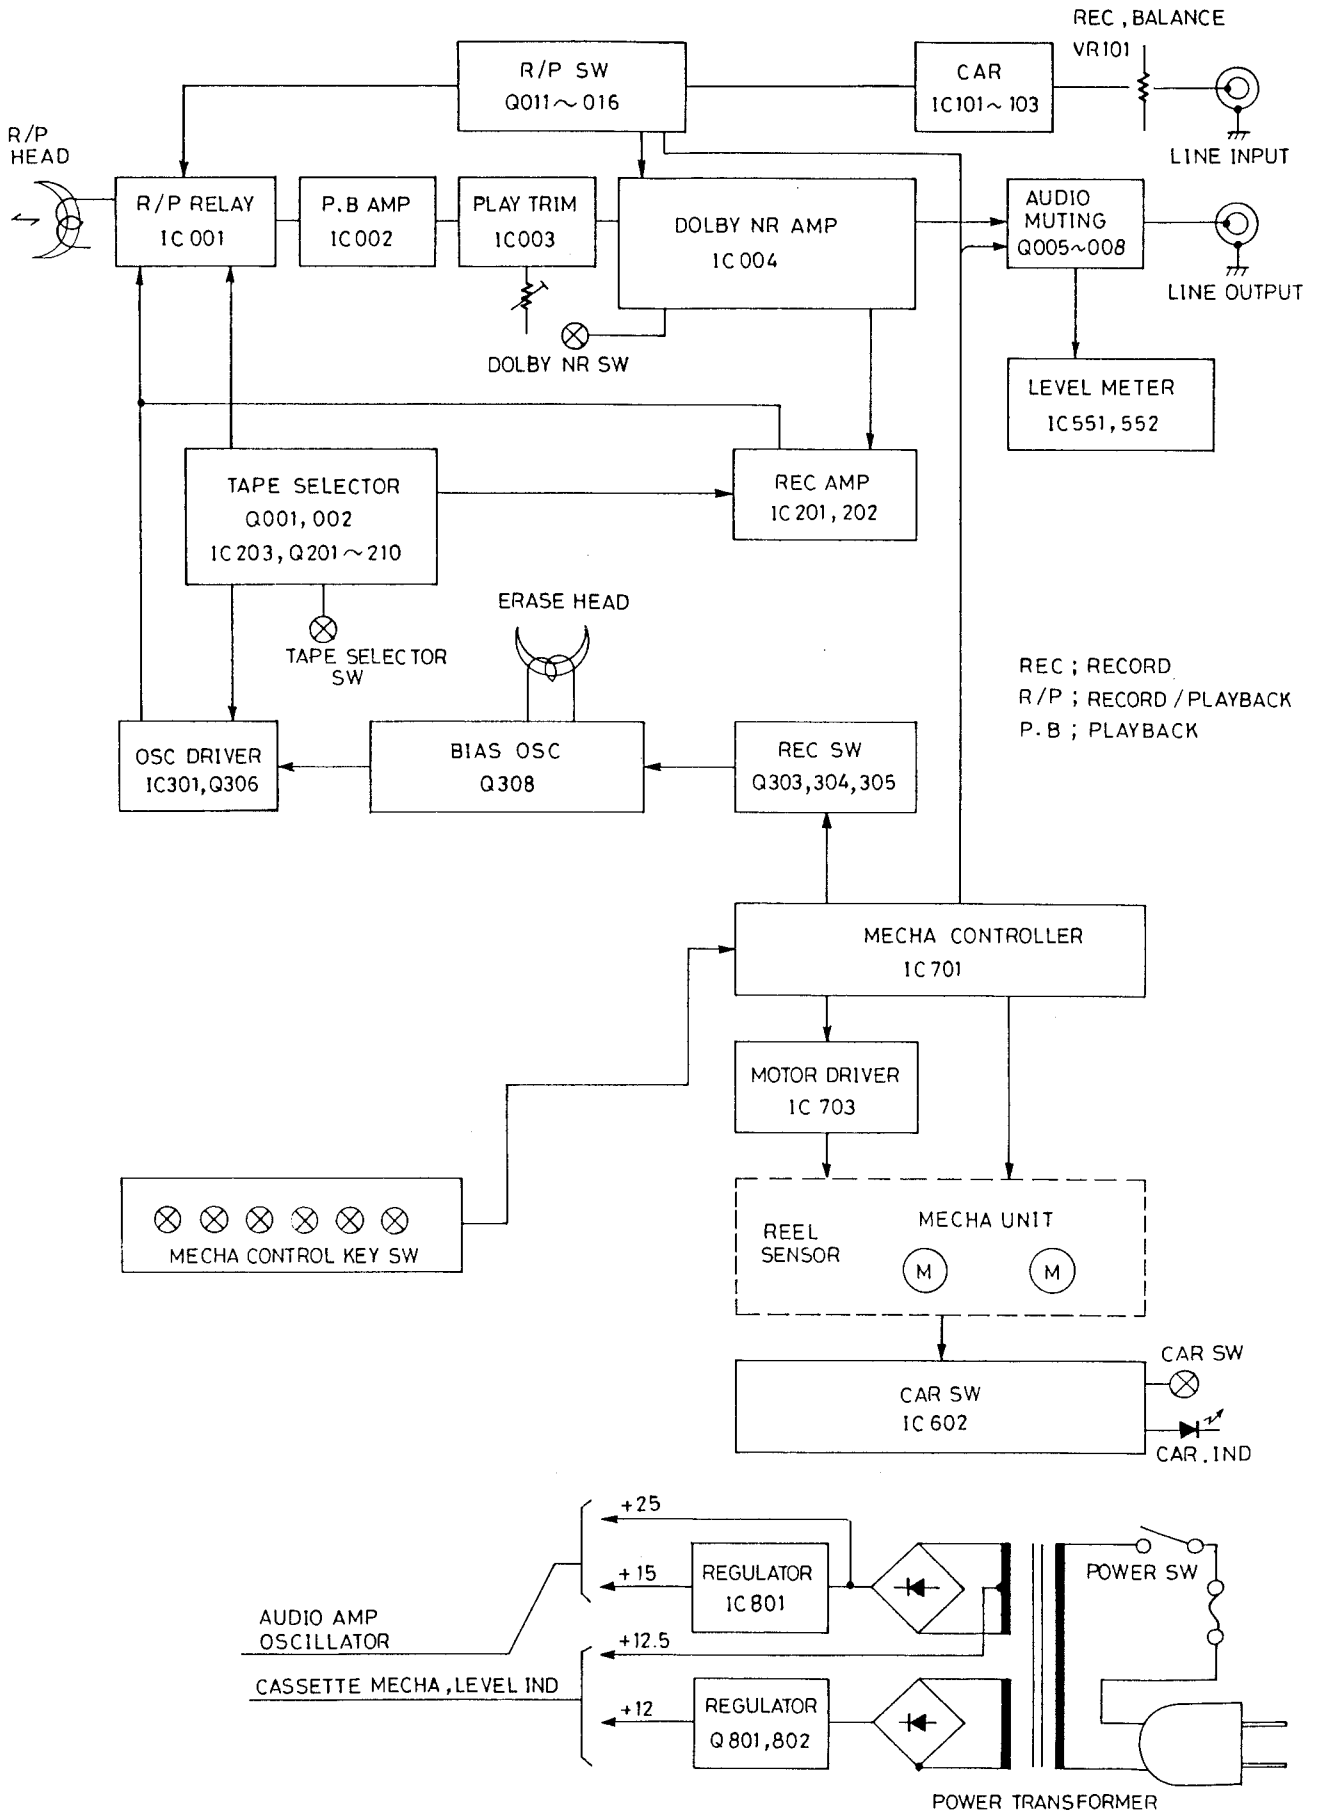 REC, BALANCE
VR101
R/P SW
Q011~016
CAR
IC101~103
LINE INPUT
R/P
HEAD
R/P RELAY
IC001
P.B AMP
IC002
PLAY TRIM
IC003
DOLBY NR AMP
IC004
AUDIO
MUTING
Q005~008
LINE OUTPUT
DOLBY NR SW
LEVEL METER
IC551,552
TAPE SELECTOR
Q001,002
IC203,Q201~210
REC AMP
IC201,202
ERASE HEAD
TAPE SELECTOR
SW
REC ; RECORD
R/P ; RECORD/PLAYBACK
P.B ; PLAYBACK
OSC DRIVER
IC301,Q306
BIAS OSC
Q308
REC SW
Q303,304,305
MECHA CONTROLLER
IC701
MOTOR DRIVER
IC 703
MECHA CONTROL KEY SW
REEL
SENSOR
MECHA UNIT
M
M
CAR SW
IC602
CAR SW
CAR.IND
+25
+15
REGULATOR
IC801
POWER SW
AUDIO AMP
OSCILLATOR
+12.5
CASSETTE MECHA,LEVEL IND
+12
REGULATOR
Q801,802
POWER TRANSFORMER